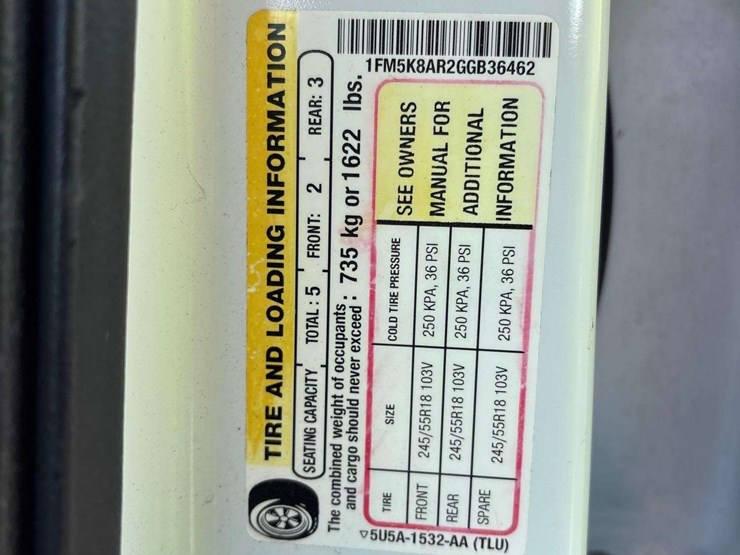 TIRE AND LOADING INFORMATION
SEATING CAPACITY TOTAL : 5 FRONT: 2 REAR: 3
The combined weight of occupants
and cargo should never exceed : 735 kg or 1622 lbs.
TIRE SIZE COLD TIRE PRESSURE SEE OWNERS
FRONT 245/55R18 103V 250 KPA, 36 PSI MANUAL FOR
REAR 245/55R18 103V 250 KPA, 36 PSI ADDITIONAL
SPARE 245/55R18 103V 250 KPA, 36 PSI INFORMATION
▽5U5A-1532-AA (TLU)
1FM5K8AR2GGB36462